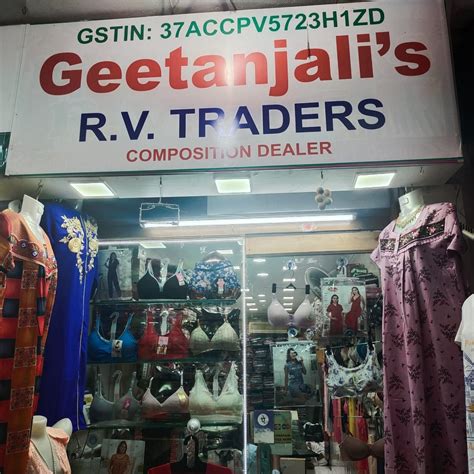 GSTIN: 37ACCPV5723H1ZD
Geetanjali's
R.V. TRADERS
COMPOSITION DEALER